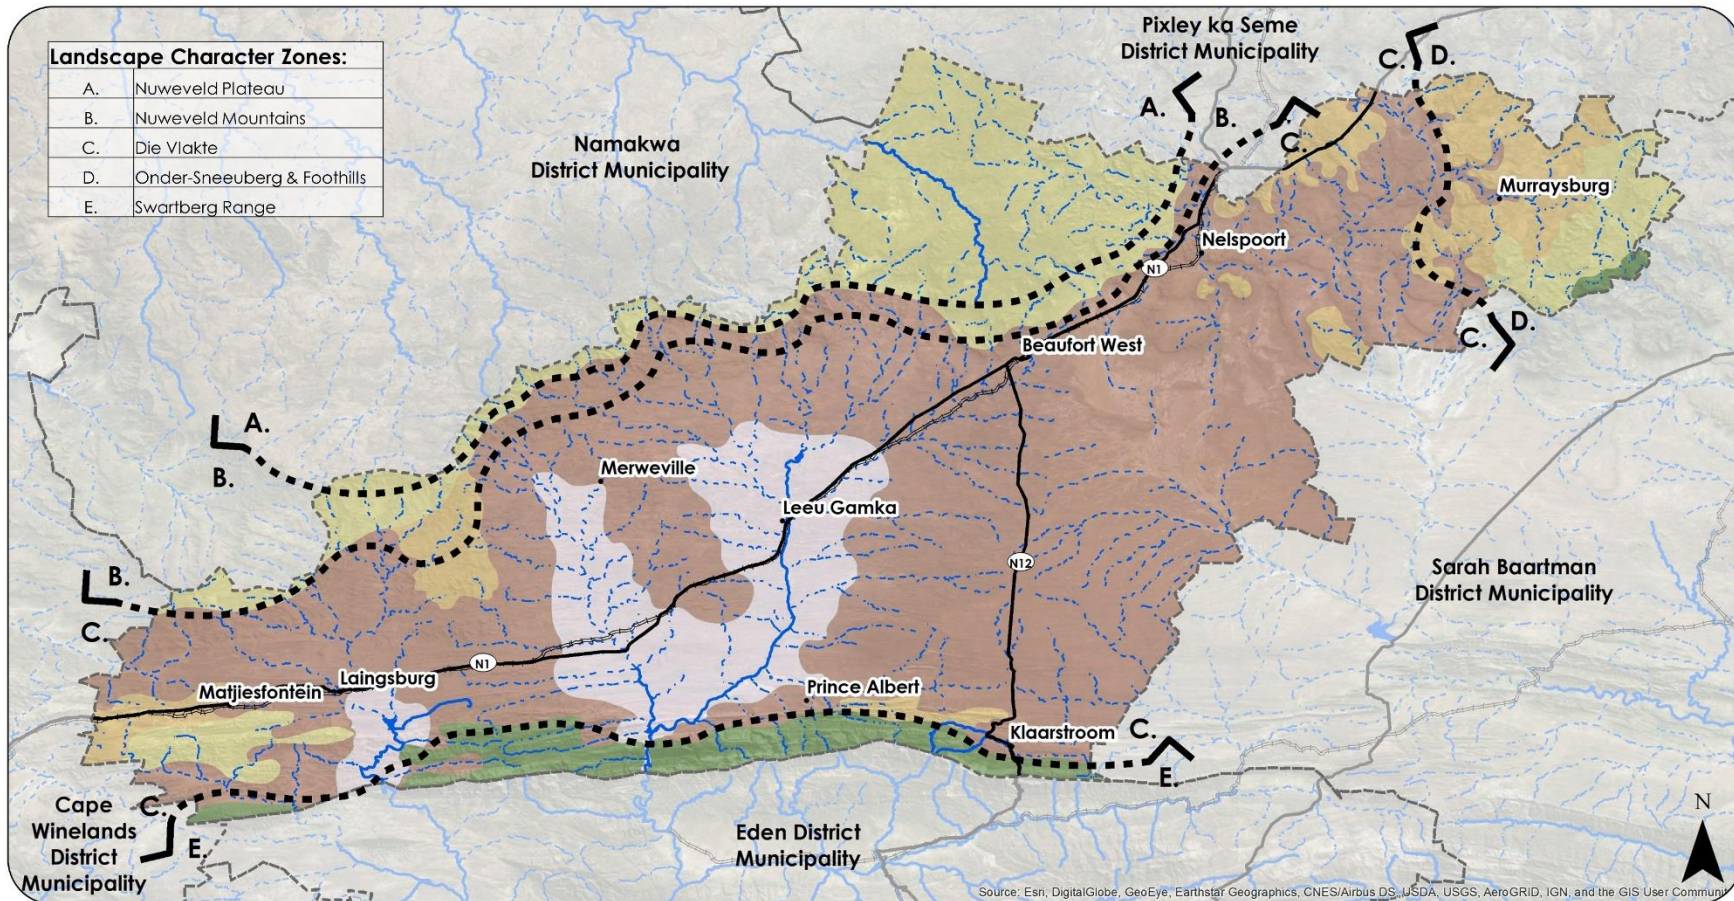 Landscape Character Zones:
A. Nuweveld Plateau
B. Nuweveld Mountains
C. Die Vlakte
D. Onder-Sneeuberg & Foothills
E. Swartberg Range
Pixley ka Seme
District Municipality
C. D.
A. B.
C.
Namakwa
District Municipality
Murraysburg
Nelspoort
N1
C. D.
Beaufort West
A.
B.
Merweville
Leeu Gamka
N12
Sarah Baartman
District Municipality
B.
C.
N1
Laingsburg
Matjiesfontein
Prince Albert
Klaarstroom
C.
E.
C.
E.
Cape
Winelands
District
Municipality
Eden District
Municipality
N
Source: Esri, DigitalGlobe, GeoEye, Earthstar Geographics, CNES/Airbus DS, USDA, USGS, AeroGRID, IGN, and the GIS User Communi